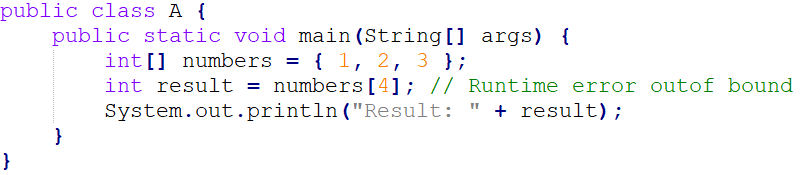 public class A {
    public static void main(String[] args) {
        int[] numbers = { 1, 2, 3 };
        int result = numbers[4]; // Runtime error outof bound
        System.out.println("Result: " + result);
    }
}